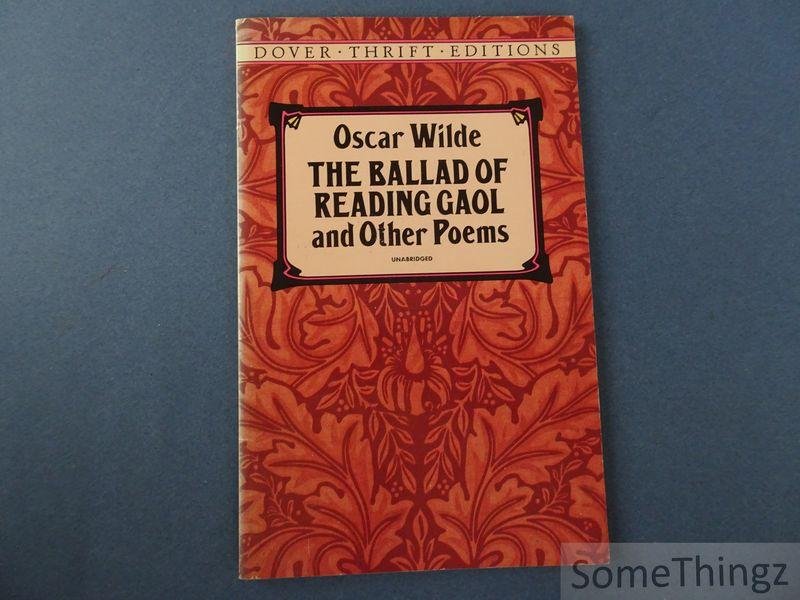 DOVER · THRIFT · EDITIONS
Oscar Wilde
THE BALLAD OF
READING GAOL
and Other Poems
UNABRIDGED
SomeThingz